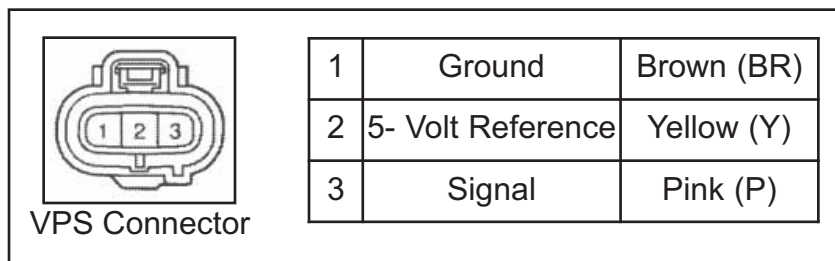 1 2 3
VPS Connector
1 Ground Brown (BR)
2 5- Volt Reference Yellow (Y)
3 Signal Pink (P)